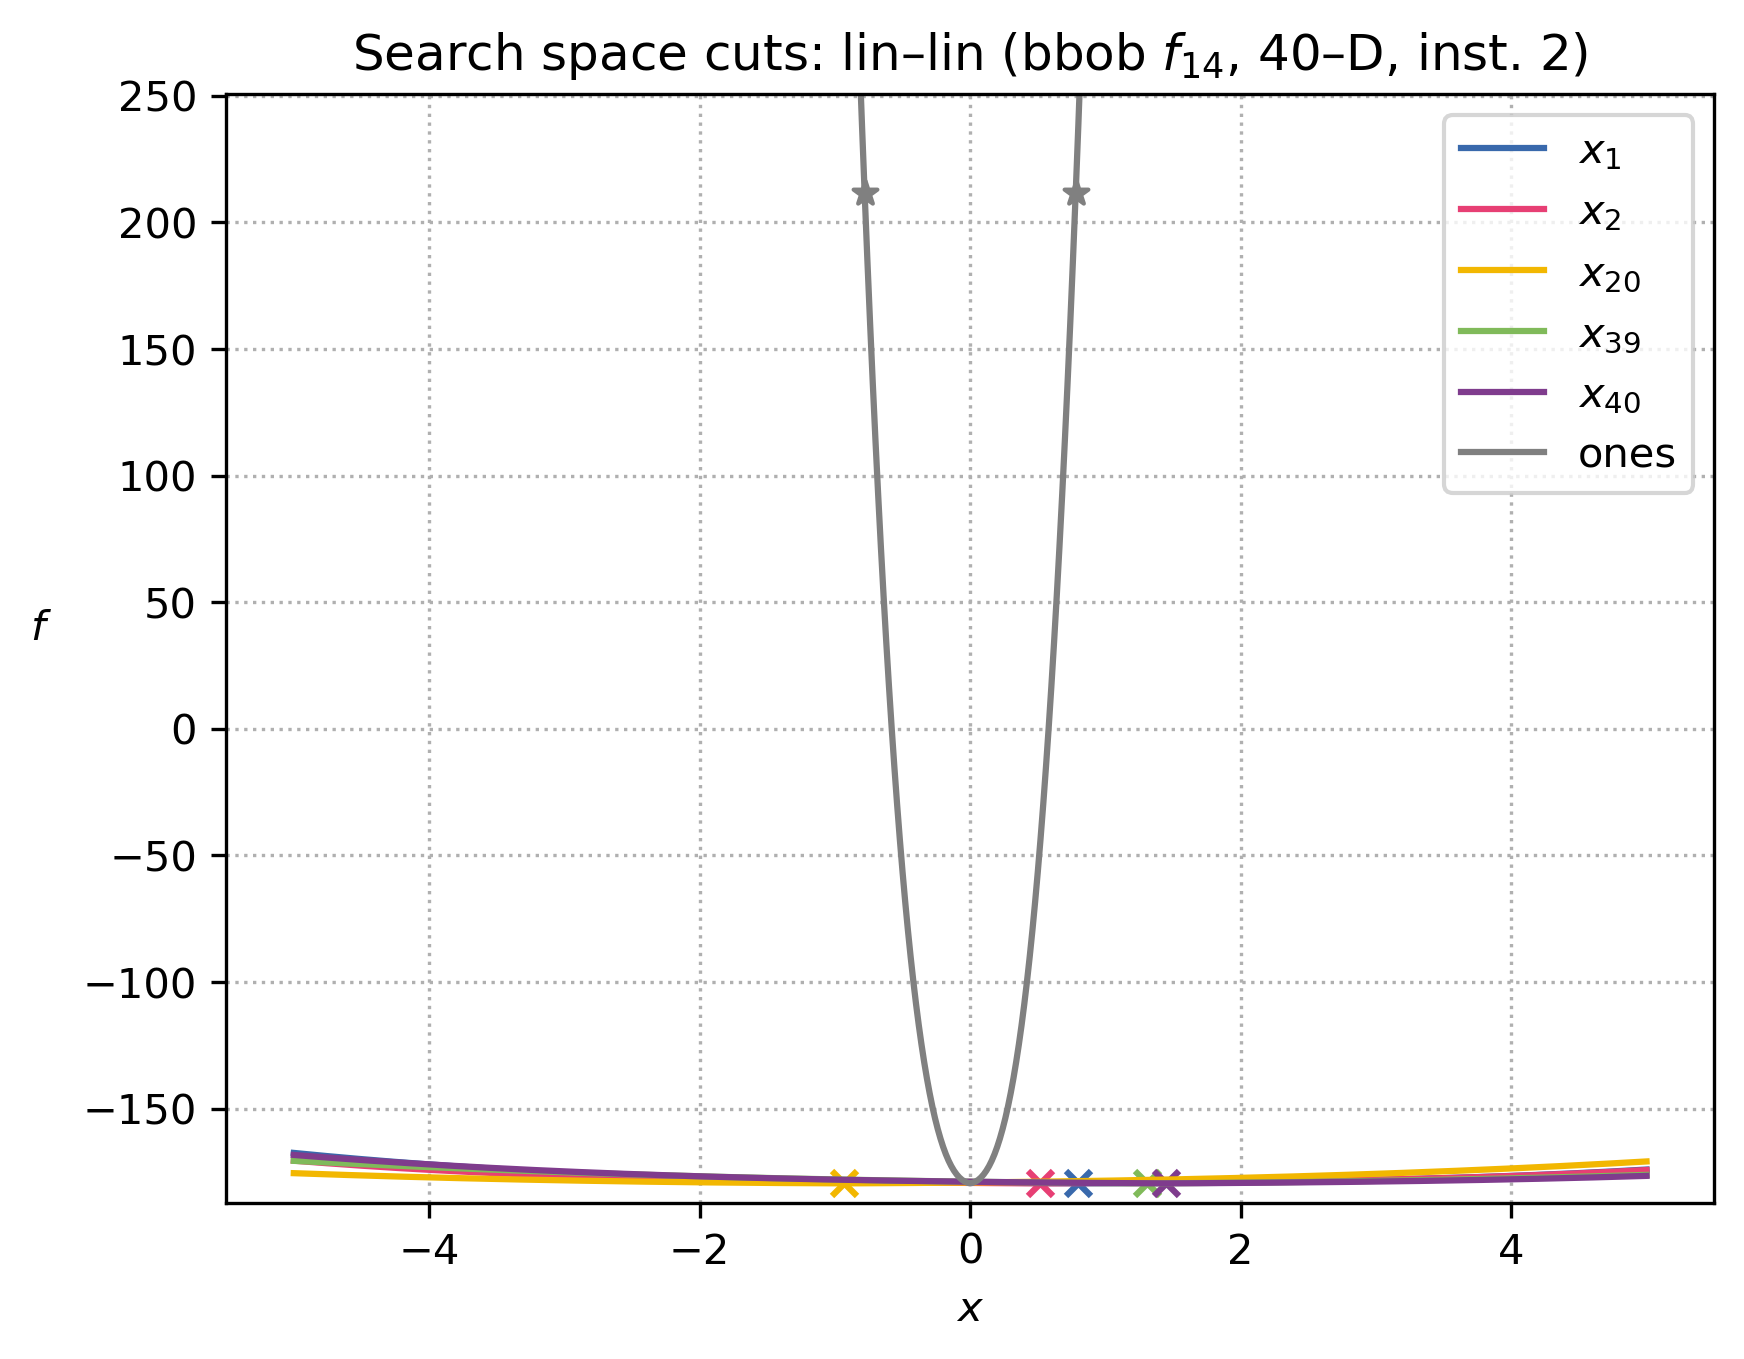 Search space cuts: lin–lin (bbob f14, 40–D, inst. 2)
250
200
150
100
50
0
−50
−100
−150
f
−4
−2
0
2
4
x
x1
x2
x20
x39
x40
ones